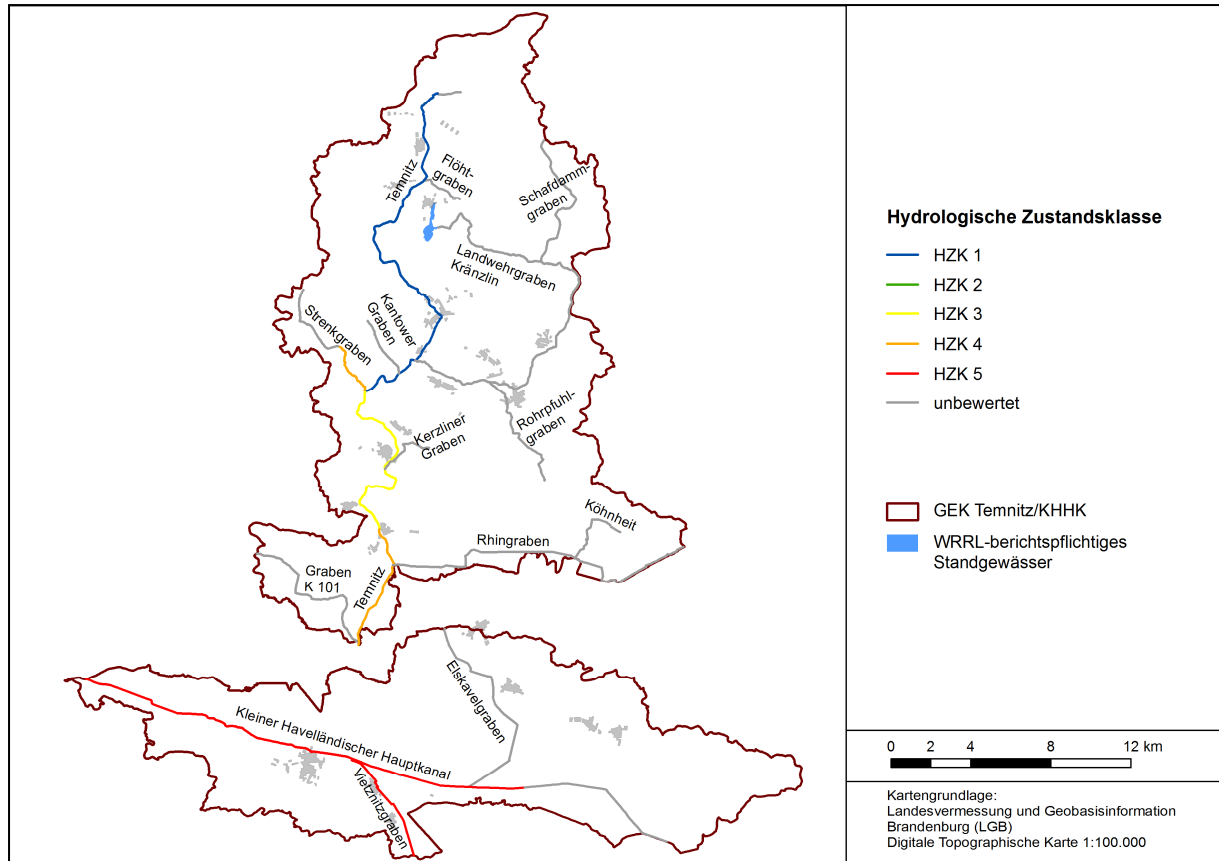 Temnitz
Flöht-
graben
Schafdamm-
graben
Landwehrgraben
Kränzlin
Kantower
Graben
Strenkgraben
Kerzliner
Graben
Rohrpfuhl-
graben
Köhnheit
Rhingraben
Graben
K 101
Temnitz
Elskavelgraben
Kleiner Havelländischer Hauptkanal
Vietznitzgraben
Hydrologische Zustandsklasse
HZK 1
HZK 2
HZK 3
HZK 4
HZK 5
unbewertet
GEK Temnitz/KHHK
WRRL-berichtspflichtiges
Standgewässer
0 2 4 8 12 km
Kartengrundlage:
Landesvermessung und Geobasisinformation
Brandenburg (LGB)
Digitale Topographische Karte 1:100.000